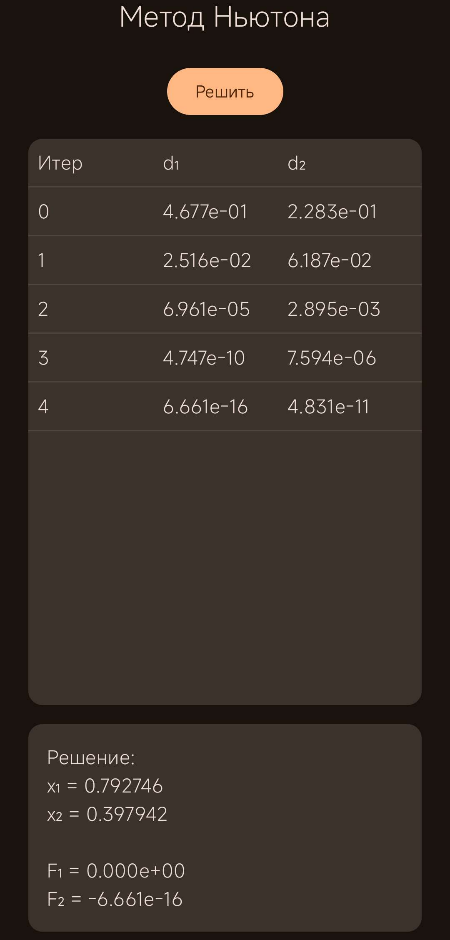 Метод Ньютона
Решить
Итер d₁ d₂
0 4.677e-01 2.283e-01
1 2.516e-02 6.187e-02
2 6.961e-05 2.895e-03
3 4.747e-10 7.594e-06
4 6.661e-16 4.831e-11
Решение:
x₁ = 0.792746
x₂ = 0.397942
F₁ = 0.000e+00
F₂ = -6.661e-16